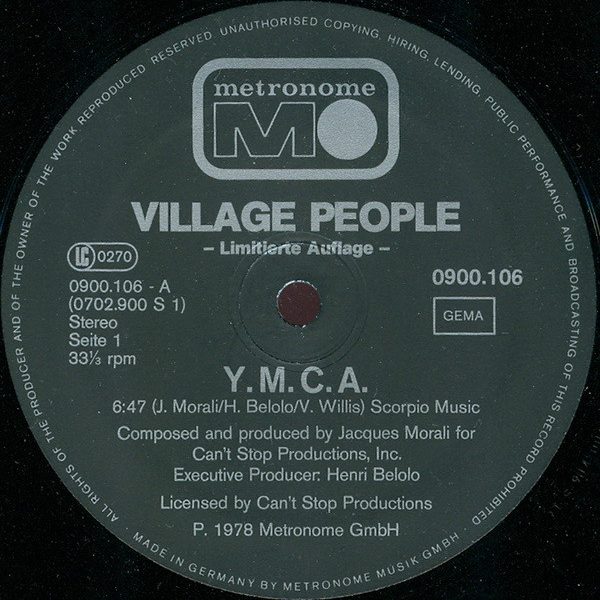 metronome
MO
VILLAGE PEOPLE
– Limitierte Auflage –
LC 0270
0900.106 - A
(0702.900 S 1)
Stereo
Seite 1
33⅓ rpm
0900.106
GEMA
Y.M.C.A.
6:47 (J. Morali/H. Belolo/V. Willis) Scorpio Music
Composed and produced by Jacques Morali for
Can't Stop Productions, Inc.
Executive Producer: Henri Belolo
Licensed by Can't Stop Productions
P. 1978 Metronome GmbH
ALL RIGHTS OF THE PRODUCER AND OF THE OWNER OF THE WORK REPRODUCED RESERVED. UNAUTHORISED COPYING, HIRING, LENDING, PUBLIC PERFORMANCE AND BROADCASTING OF THIS RECORD PROHIBITED
· MADE IN GERMANY BY METRONOME MUSIK GMBH ·